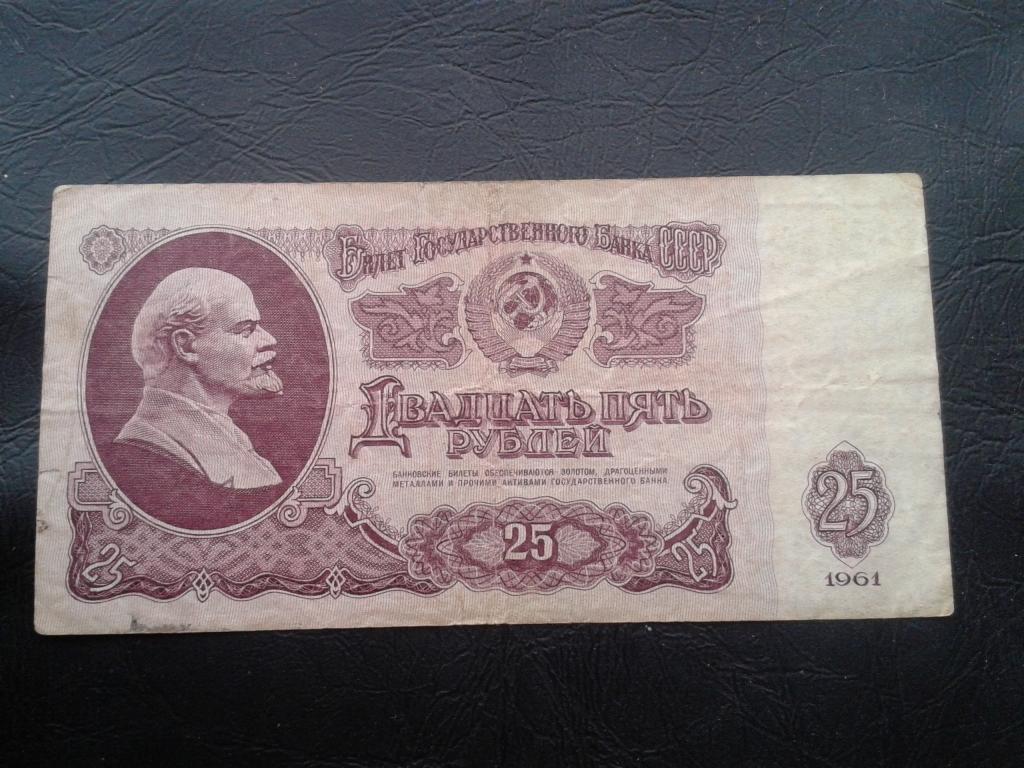 Билет Государственного Банка СССР
Двадцать пять
рублей
БАНКОВСКИЕ БИЛЕТЫ ОБЕСПЕЧИВАЮТСЯ ЗОЛОТОМ, ДРАГОЦЕННЫМИ
МЕТАЛЛАМИ И ПРОЧИМИ АКТИВАМИ ГОСУДАРСТВЕННОГО БАНКА
25
25
25
25
1961